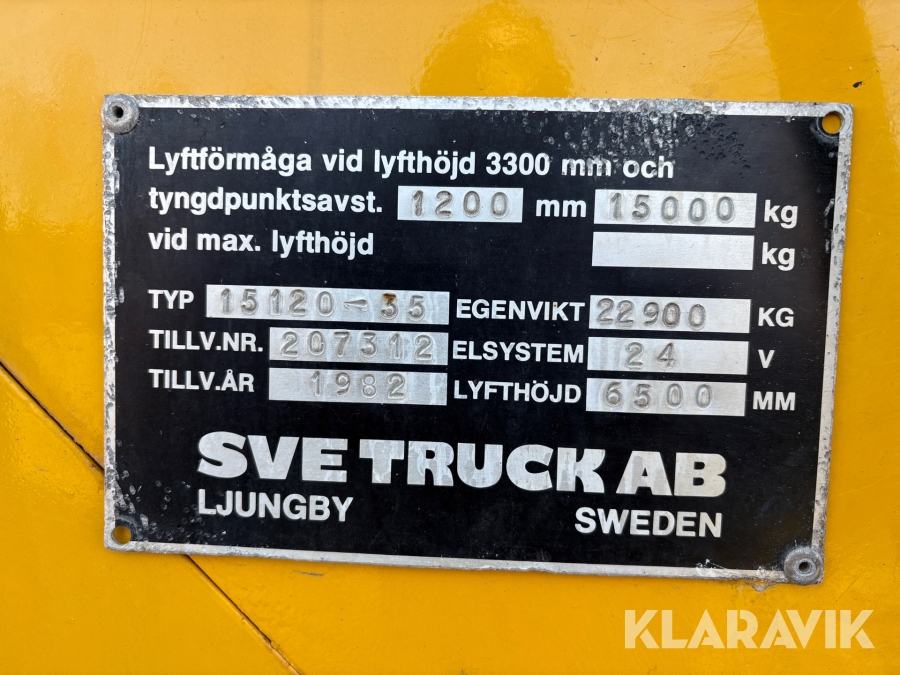 Lyftförmåga vid lyfthöjd 3300 mm och
tyngdpunktsavst. 1200 mm 15000 kg
vid max. lyfthöjd kg
TYP 15120-35 EGENVIKT 22900 KG
TILLV.NR. 207312 ELSYSTEM 24 V
TILLV.ÅR 1982 LYFTHÖJD 6500 MM
SVE TRUCK AB
LJUNGBY SWEDEN
KLARAVIK